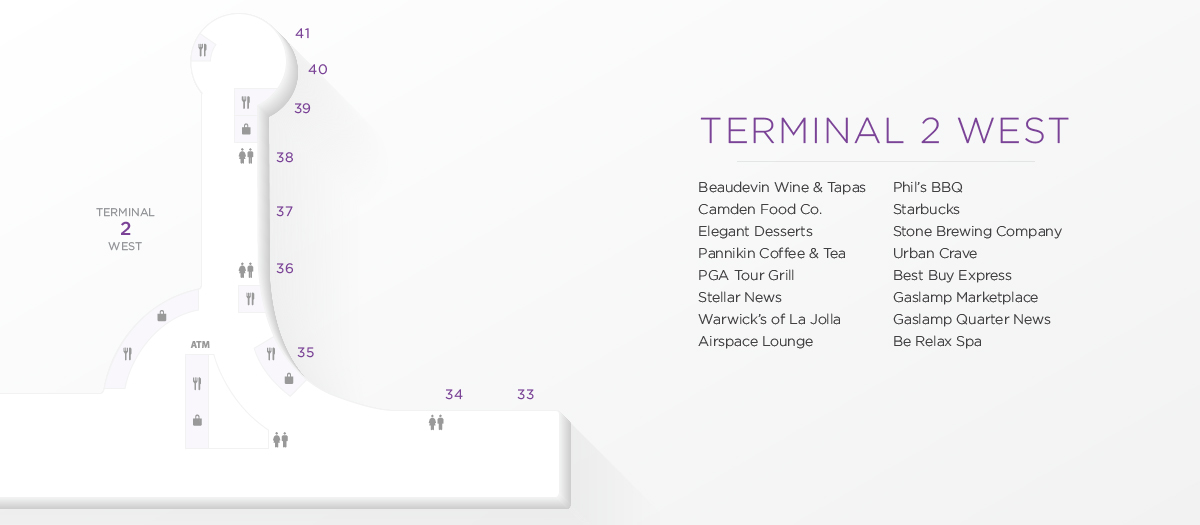 41
40
39
38
37
36
35
34
33
TERMINAL
2
WEST
ATM
TERMINAL 2 WEST
Beaudevin Wine & Tapas
Camden Food Co.
Elegant Desserts
Pannikin Coffee & Tea
PGA Tour Grill
Stellar News
Warwick's of La Jolla
Airspace Lounge
Phil's BBQ
Starbucks
Stone Brewing Company
Urban Crave
Best Buy Express
Gaslamp Marketplace
Gaslamp Quarter News
Be Relax Spa